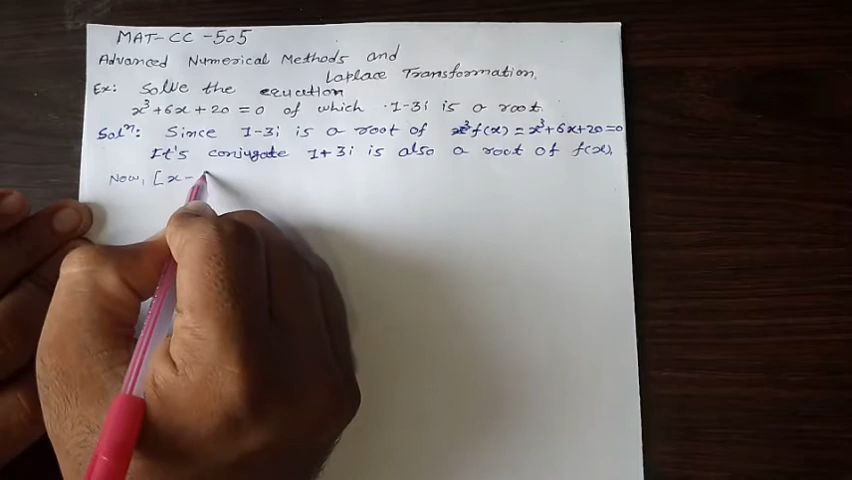 MAT-CC-505
Advanced Numerical Methods and
Laplace Transformation.
Ex: Solve the equation
x³+6x+20=0 of which 1-3i is a root.
Solⁿ: Since 1-3i is a root of f(x)=x³+6x+20=0
It's conjugate 1+3i is also a root of f(x).
Now, [x-